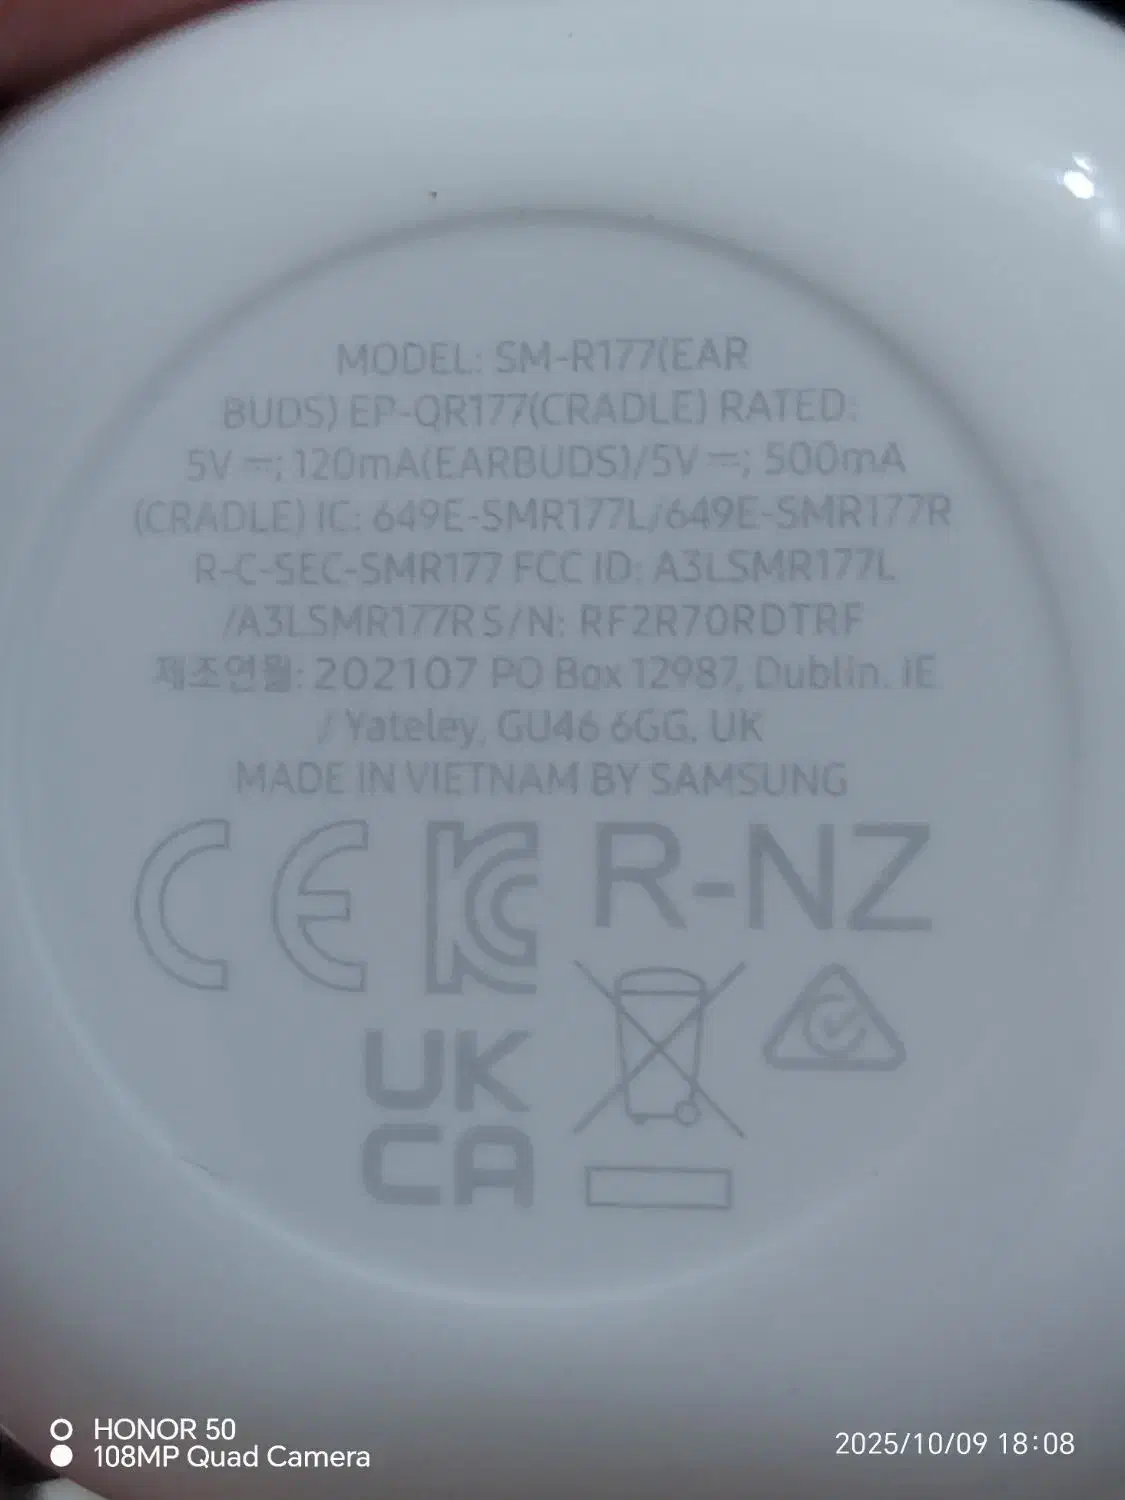 MODEL: SM-R177(EAR
BUDS) EP-QR177(CRADLE) RATED:
5V ⎓; 120mA(EARBUDS)/5V ⎓; 500mA
(CRADLE) IC: 649E-SMR177L/649E-SMR177R
R-C-SEC-SMR177 FCC ID: A3LSMR177L
/A3LSMR177R S/N: RF2R70RDTRF
제조연월: 202107 PO Box 12987, Dublin. IE
/ Yateley, GU46 6GG, UK
MADE IN VIETNAM BY SAMSUNG
CE KC R-NZ
UK
CA
HONOR 50
108MP Quad Camera
2025/10/09 18:08